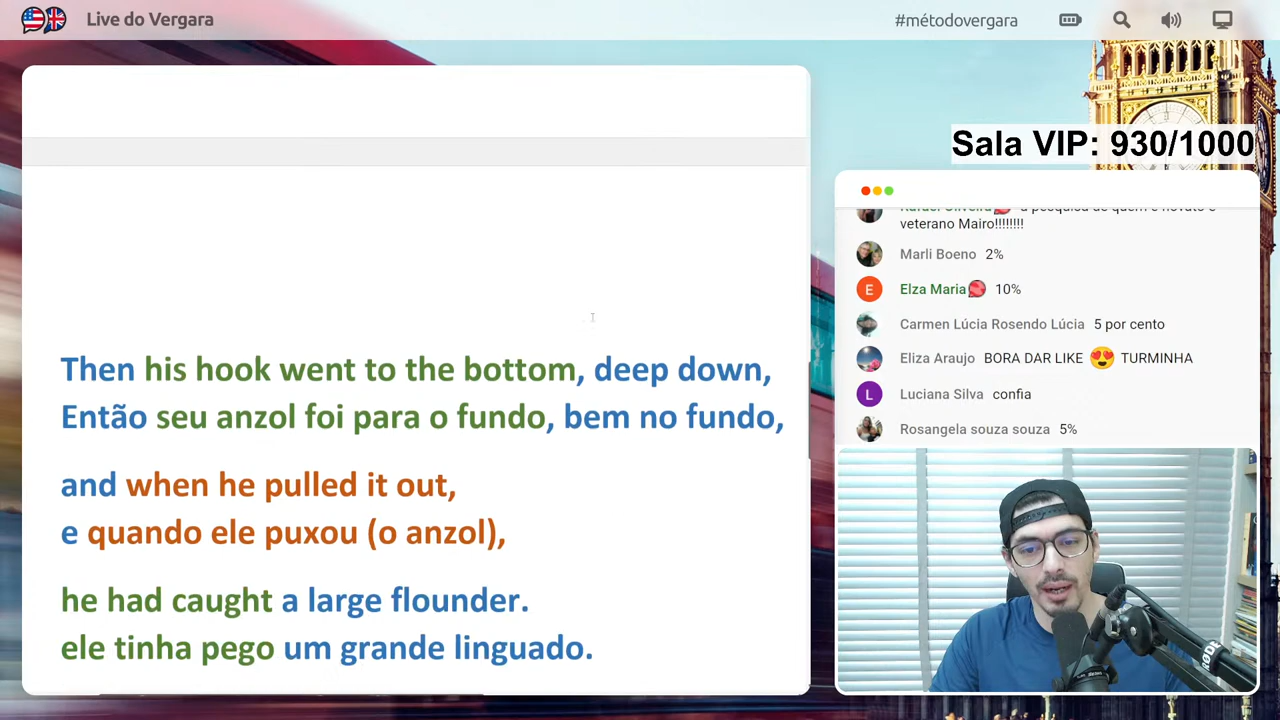 Live do Vergara
#métodovergara
Sala VIP: 930/1000
Then his hook went to the bottom, deep down,
Então seu anzol foi para o fundo, bem no fundo,
and when he pulled it out,
e quando ele puxou (o anzol),
he had caught a large flounder.
ele tinha pego um grande linguado.
veterano Mairo!!!!!!!!
Marli Boeno 2%
E Elza Maria 10%
Carmen Lúcia Rosendo Lúcia 5 por cento
Eliza Araujo BORA DAR LIKE 😍 TURMINHA
L Luciana Silva confia
Rosangela souza souza 5%
RØDE